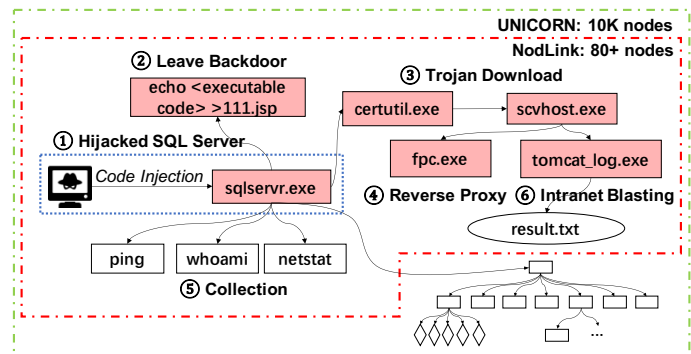 UNICORN: 10K nodes
NodLink: 80+ nodes
② Leave Backdoor
echo <executable
code> >111.jsp
③ Trojan Download
certutil.exe
scvhost.exe
① Hijacked SQL Server
fpc.exe
tomcat_log.exe
Code Injection
sqlservr.exe
④ Reverse Proxy
⑥ Intranet Blasting
result.txt
ping
whoami
netstat
⑤ Collection
...